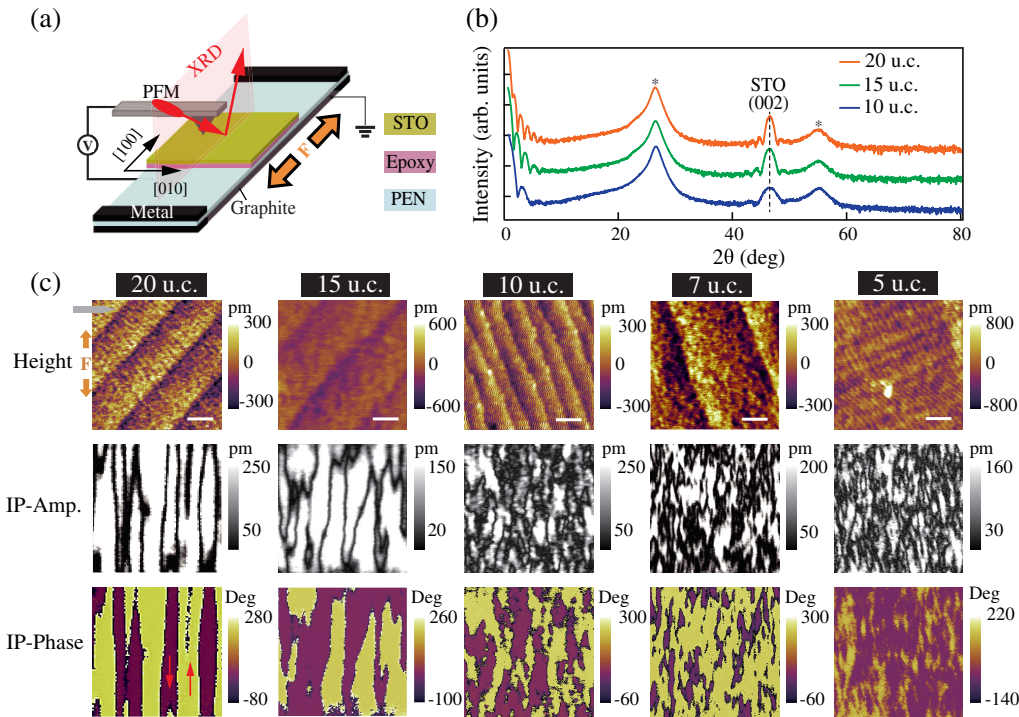 (a)
XRD
PFM
V
[100]
[010]
F
STO
Epoxy
PEN
Metal
Graphite
(b)
Intensity (arb. units)
20 u.c.
15 u.c.
10 u.c.
*
STO
(002)
*
0 20 40 60 80
2θ (deg)
(c)
20 u.c. 15 u.c. 10 u.c. 7 u.c. 5 u.c.
Height
F
pm pm pm pm pm
300 600 300 300 800
0 0 0 0 0
-300 -600 -300 -300 -800
IP-Amp.
pm pm pm pm pm
250 150 250 200 160
50 20 50 50 30
IP-Phase
Deg Deg Deg Deg Deg
280 260 300 300 220
-80 -100 -60 -60 -140